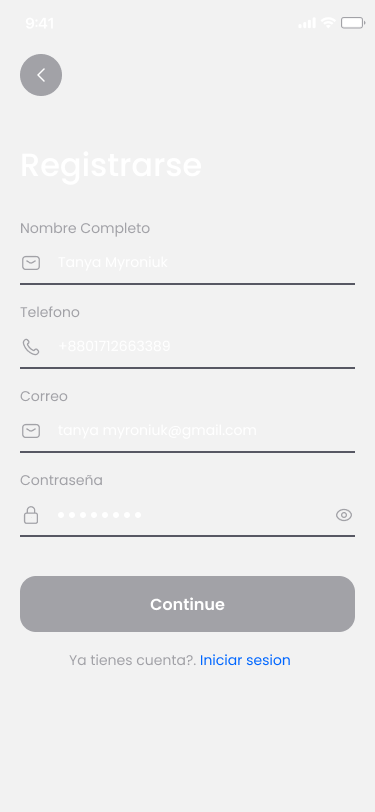 9:41
Registrarse
Nombre Completo
Tanya Myroniuk
Telefono
+8801712663389
Correo
tanya myroniuk@gmail.com
Contraseña
Continue
Ya tienes cuenta?. Iniciar sesion